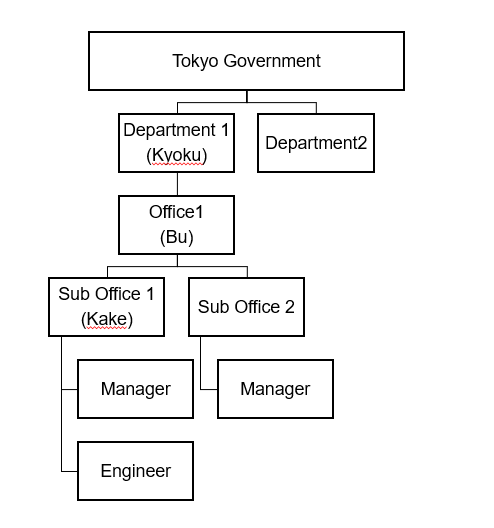 Tokyo Government
Department 1
(Kyoku)
Department2
Office1
(Bu)
Sub Office 1
(Kake)
Sub Office 2
Manager
Manager
Engineer